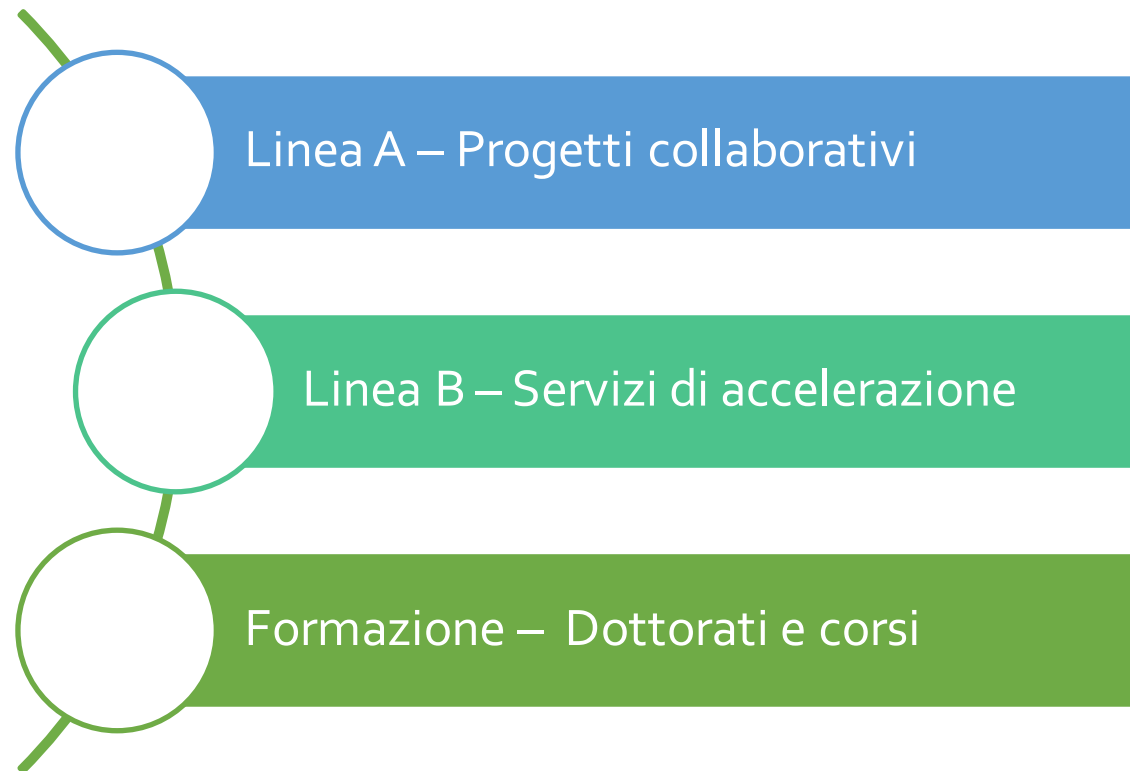 Linea A – Progetti collaborativi
Linea B – Servizi di accelerazione
Formazione – Dottorati e corsi